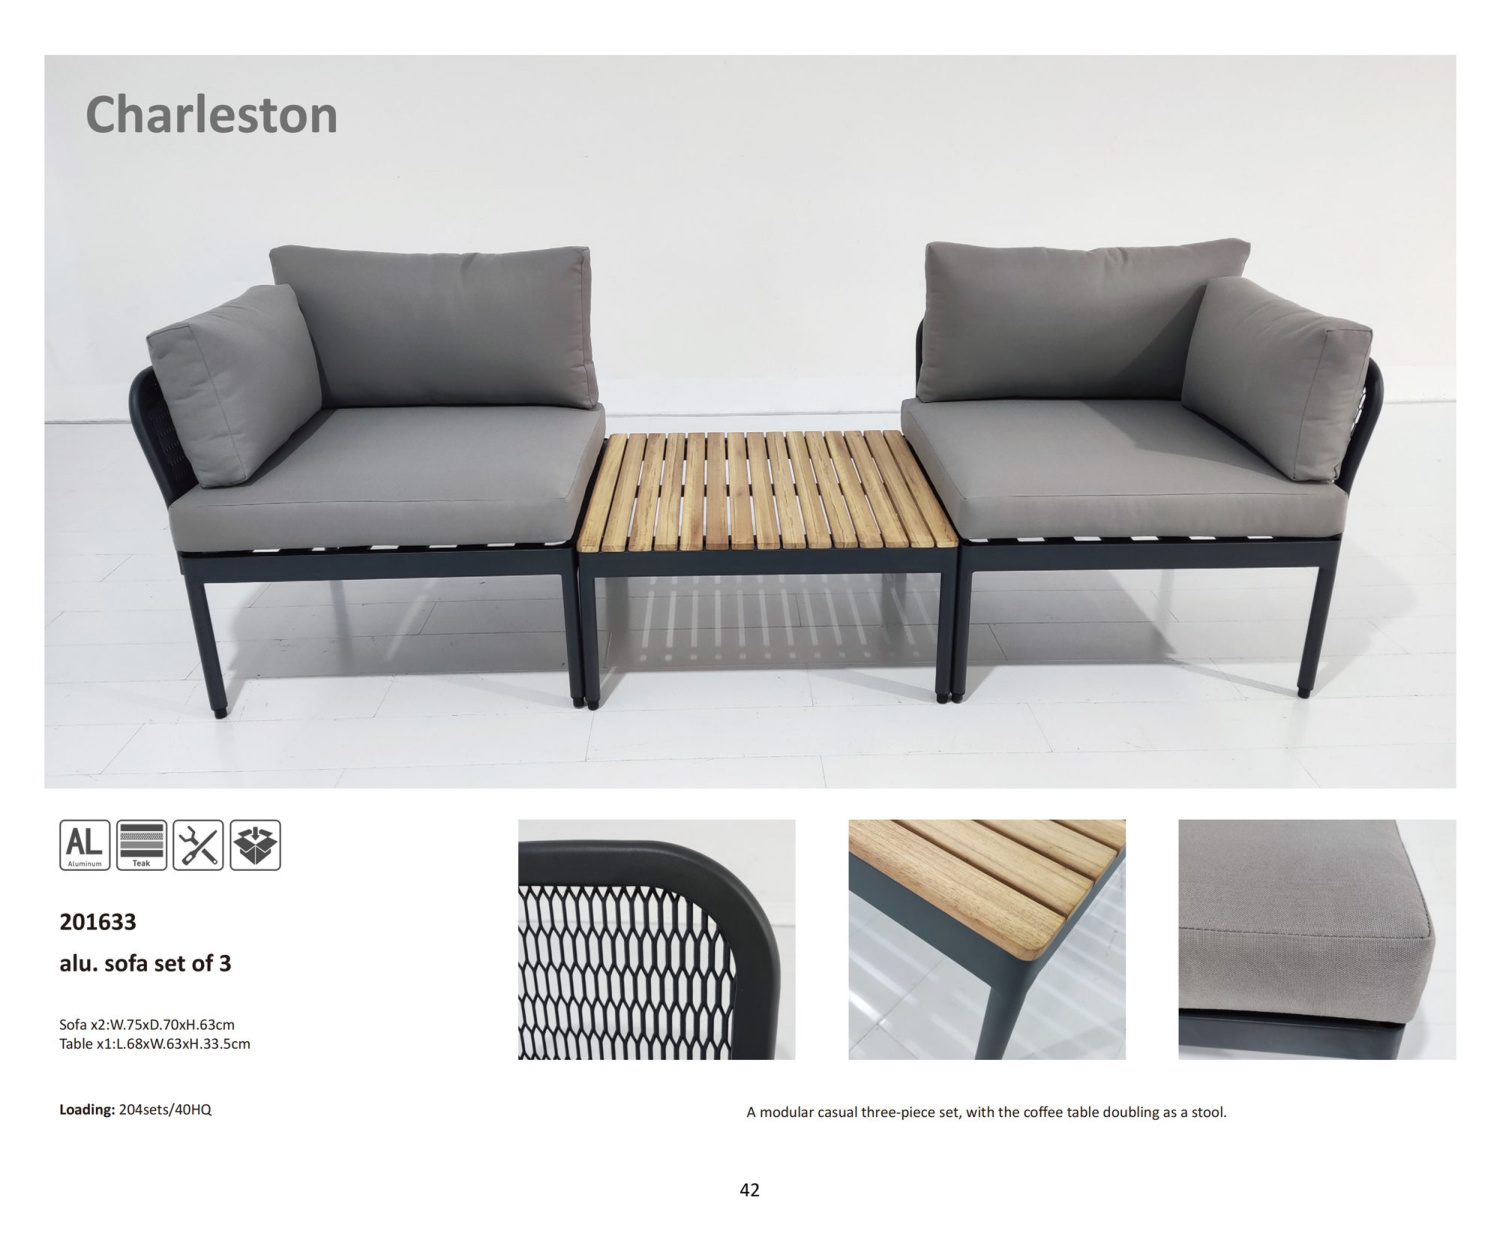 Charleston
AL
Aluminum
Teak
201633
alu. sofa set of 3
Sofa x2:W.75xD.70xH.63cm
Table x1:L.68xW.63xH.33.5cm
Loading: 204sets/40HQ
A modular casual three-piece set, with the coffee table doubling as a stool.
42